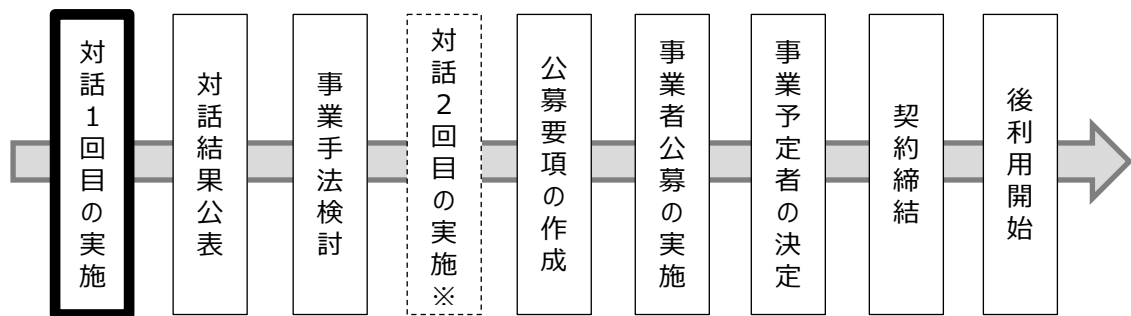 対話1回目の実施
対話結果公表
事業手法検討
対話2回目の実施※
公募要項の作成
事業者公募の実施
事業予定者の決定
契約締結
後利用開始